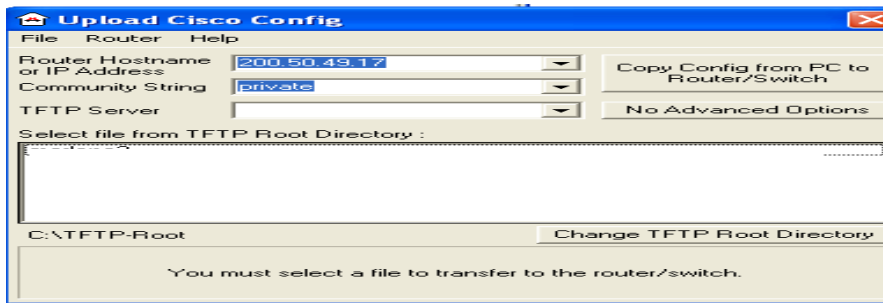 Upload Cisco Config
File Router Help
Router Hostname
or IP Address
200.50.49.17
Copy Config from PC to
Router/Switch
Community String
private
TFTP Server
No Advanced Options
Select file from TFTP Root Directory :
C:\TFTP-Root
Change TFTP Root Directory
You must select a file to transfer to the router/switch.